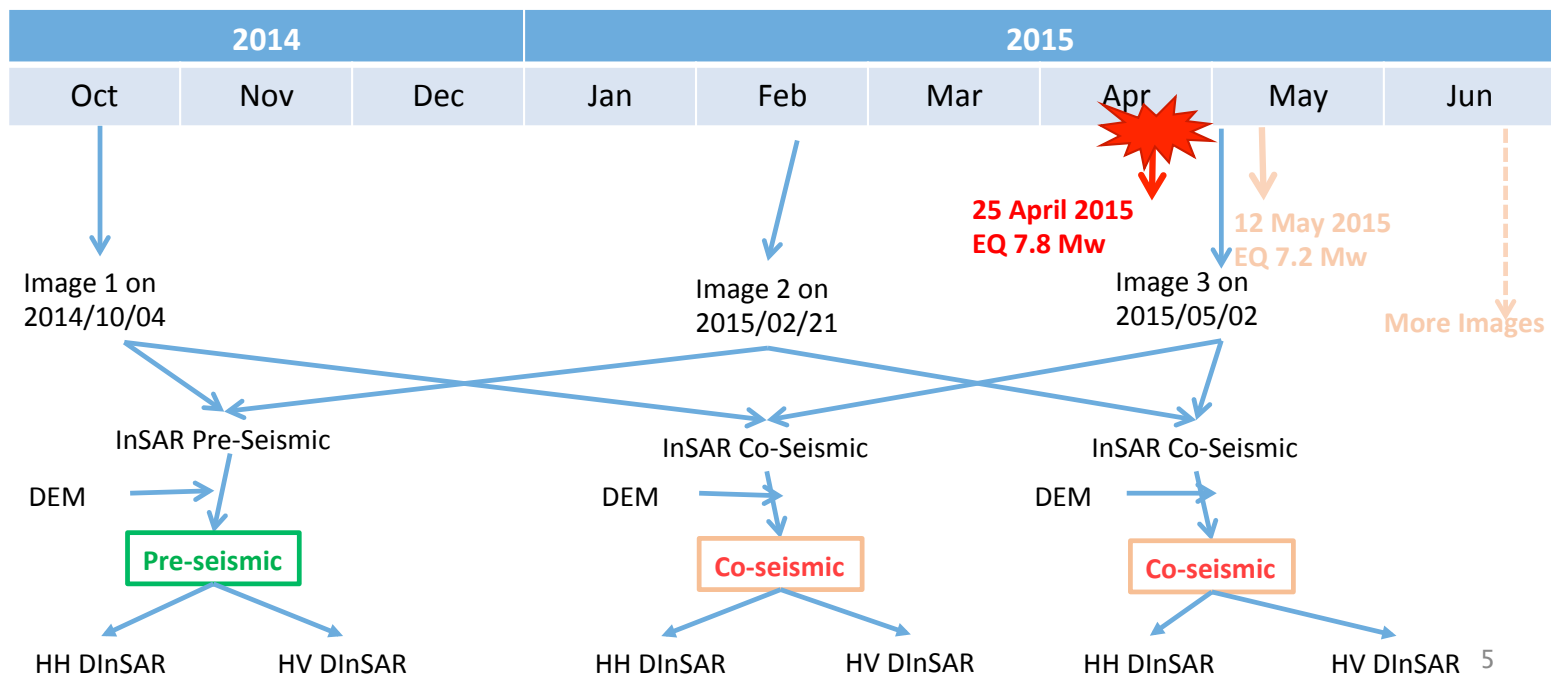 2014
2015
Oct
Nov
Dec
Jan
Feb
Mar
Apr
May
Jun
25 April 2015
EQ 7.8 Mw
12 May 2015
EQ 7.2 Mw
Image 1 on
2014/10/04
Image 2 on
2015/02/21
Image 3 on
2015/05/02
More Images
InSAR Pre-Seismic
InSAR Co-Seismic
InSAR Co-Seismic
DEM
DEM
DEM
Pre-seismic
Co-seismic
Co-seismic
HH DInSAR
HV DInSAR
HH DInSAR
HV DInSAR
HH DInSAR
HV DInSAR
5